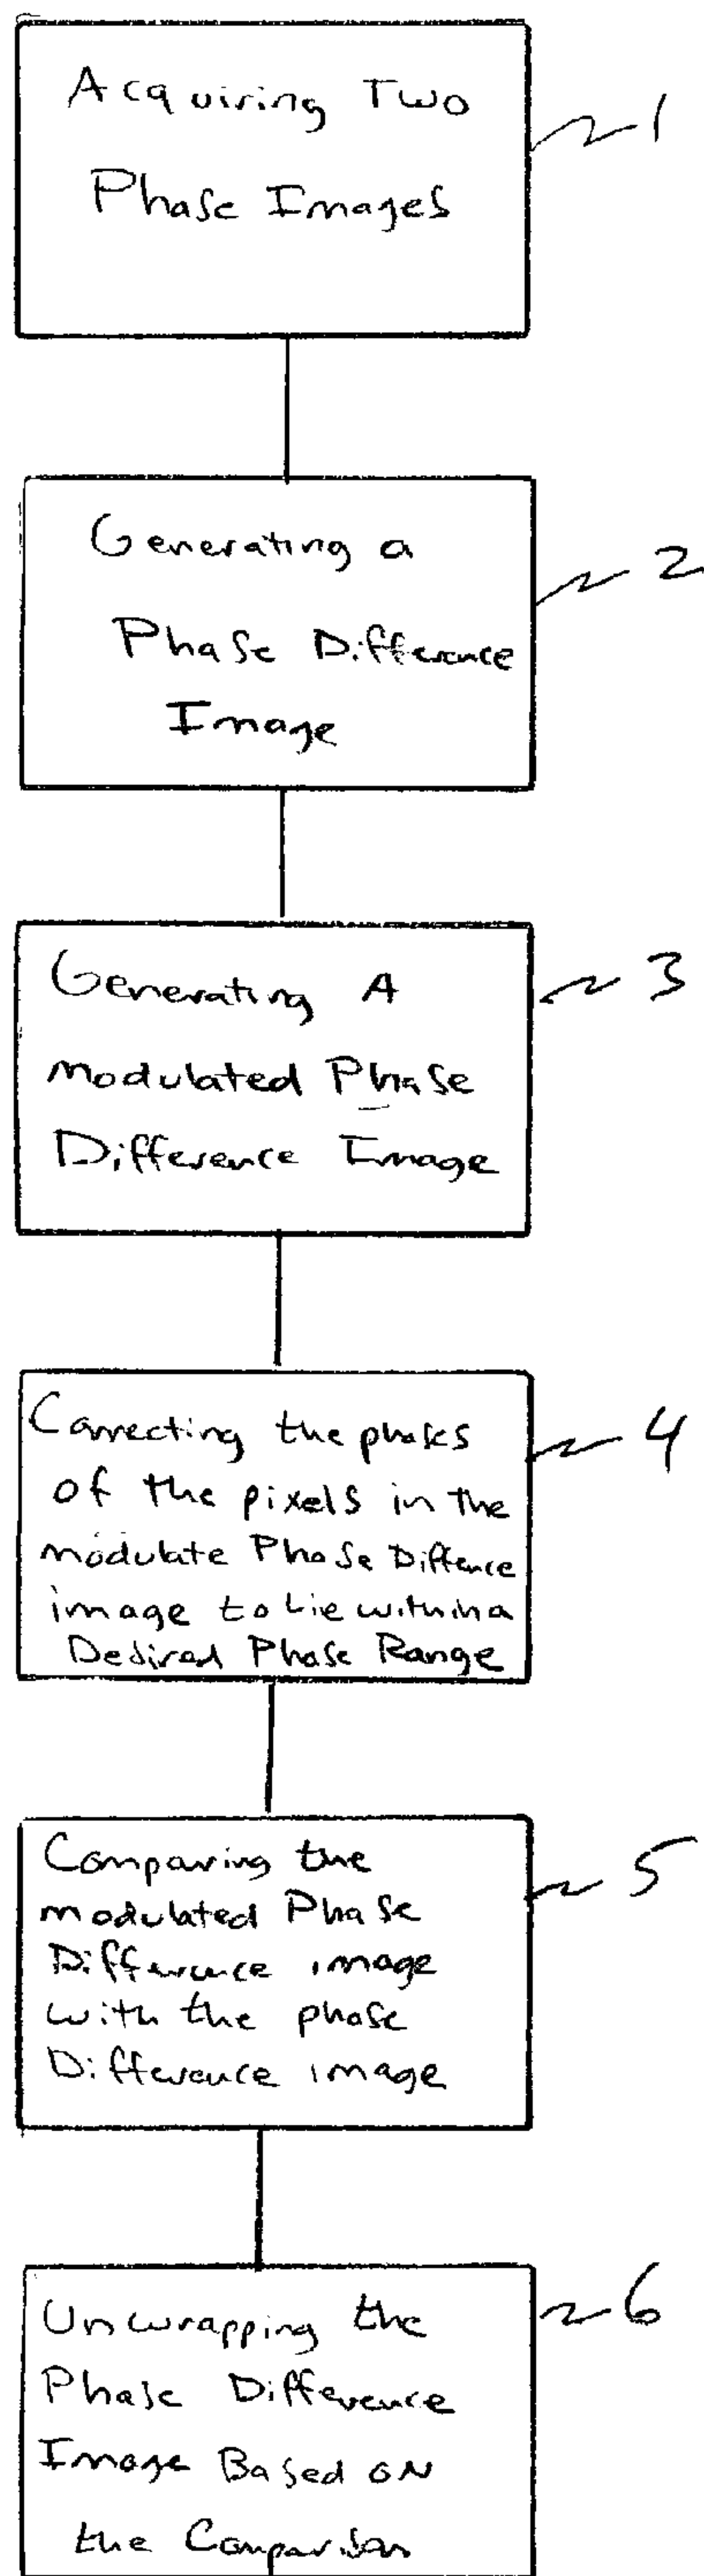 Acquiring Two
Phase Images
1
Generating a
Phase Difference
Image
2
Generating A
Modulated Phase
Difference Image
3
Correcting the phases
of the pixels in the
modulate Phase Diffence
image to Lie within a
Desired Phase Range
4
Comparing the
modulated Phase
Difference image
with the phase
Difference image
5
Unwrapping the
Phase Difference
Image Based on
the Comparison
6